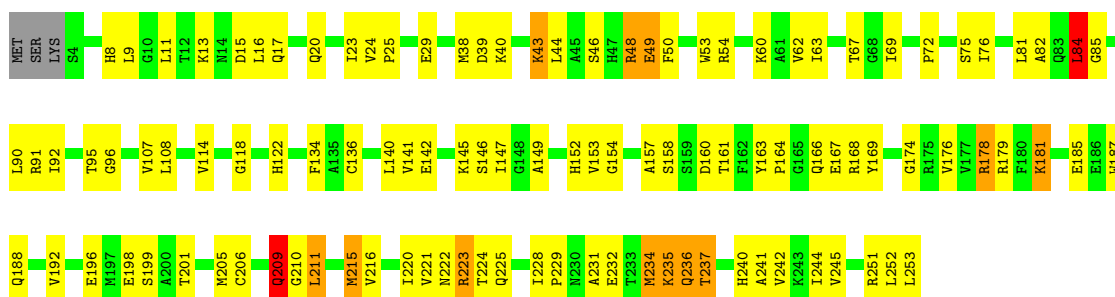 MET SER LYS S4 H8 L9 G10 L11 T12 K13 N14 D15 L16 Q17 Q20 I23 V24 P25 E29 M38 D39 K40 K43 L44 A45 S46 H47 R48 E49 F50 W53 R54 K60 A61 V62 I63 T67 G68 I69 P72 S75 I76 L81 A82 Q83 L84 G85
L90 R91 I92 T95 G96 V107 L108 V114 G118 H122 F134 A135 C136 L140 V141 E142 K145 S146 I147 G148 A149 H152 V153 G154 A157 S158 S159 D160 T161 F162 Y163 P164 G165 Q166 E167 R168 Y169 G174 R175 V176 V177 R178 R179 F180 K181 E185 E186 W187
Q188 V192 E196 M197 E198 S199 A200 T201 M205 C206 Q209 G210 L211 M215 V216 I220 V221 N222 R223 T224 Q225 I228 P229 N230 A231 E232 T233 M234 K235 Q236 T237 H240 A241 V242 K243 I244 V245 R251 L252 L253